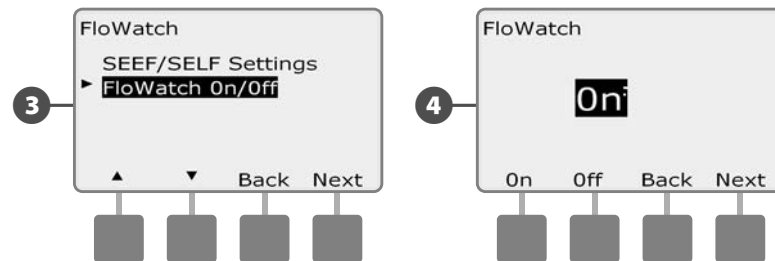 FloWatch
SEEF/SELF Settings
► FloWatch On/Off
3
▲ ▼ Back Next
FloWatch
On
4
On Off Back Next